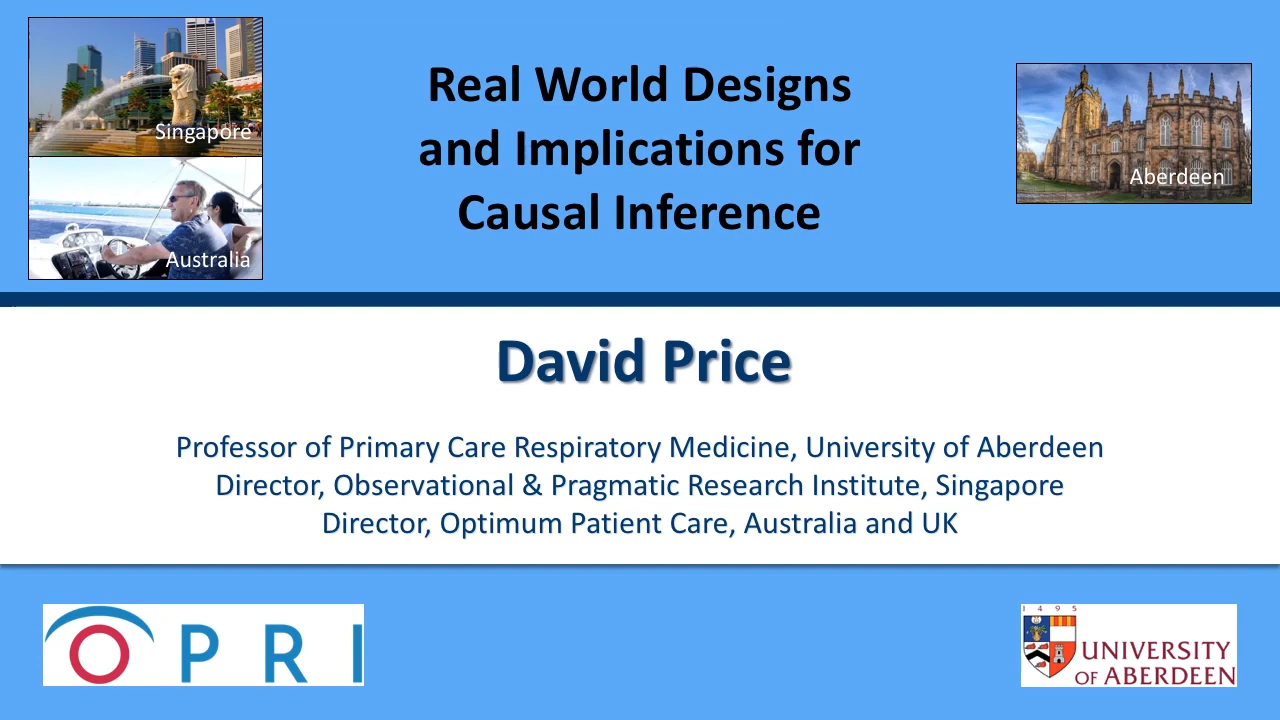 Singapore
Australia
Real World Designs
and Implications for
Causal Inference
Aberdeen
David Price
Professor of Primary Care Respiratory Medicine, University of Aberdeen
Director, Observational & Pragmatic Research Institute, Singapore
Director, Optimum Patient Care, Australia and UK
OPRI
1495
UNIVERSITY
OF ABERDEEN